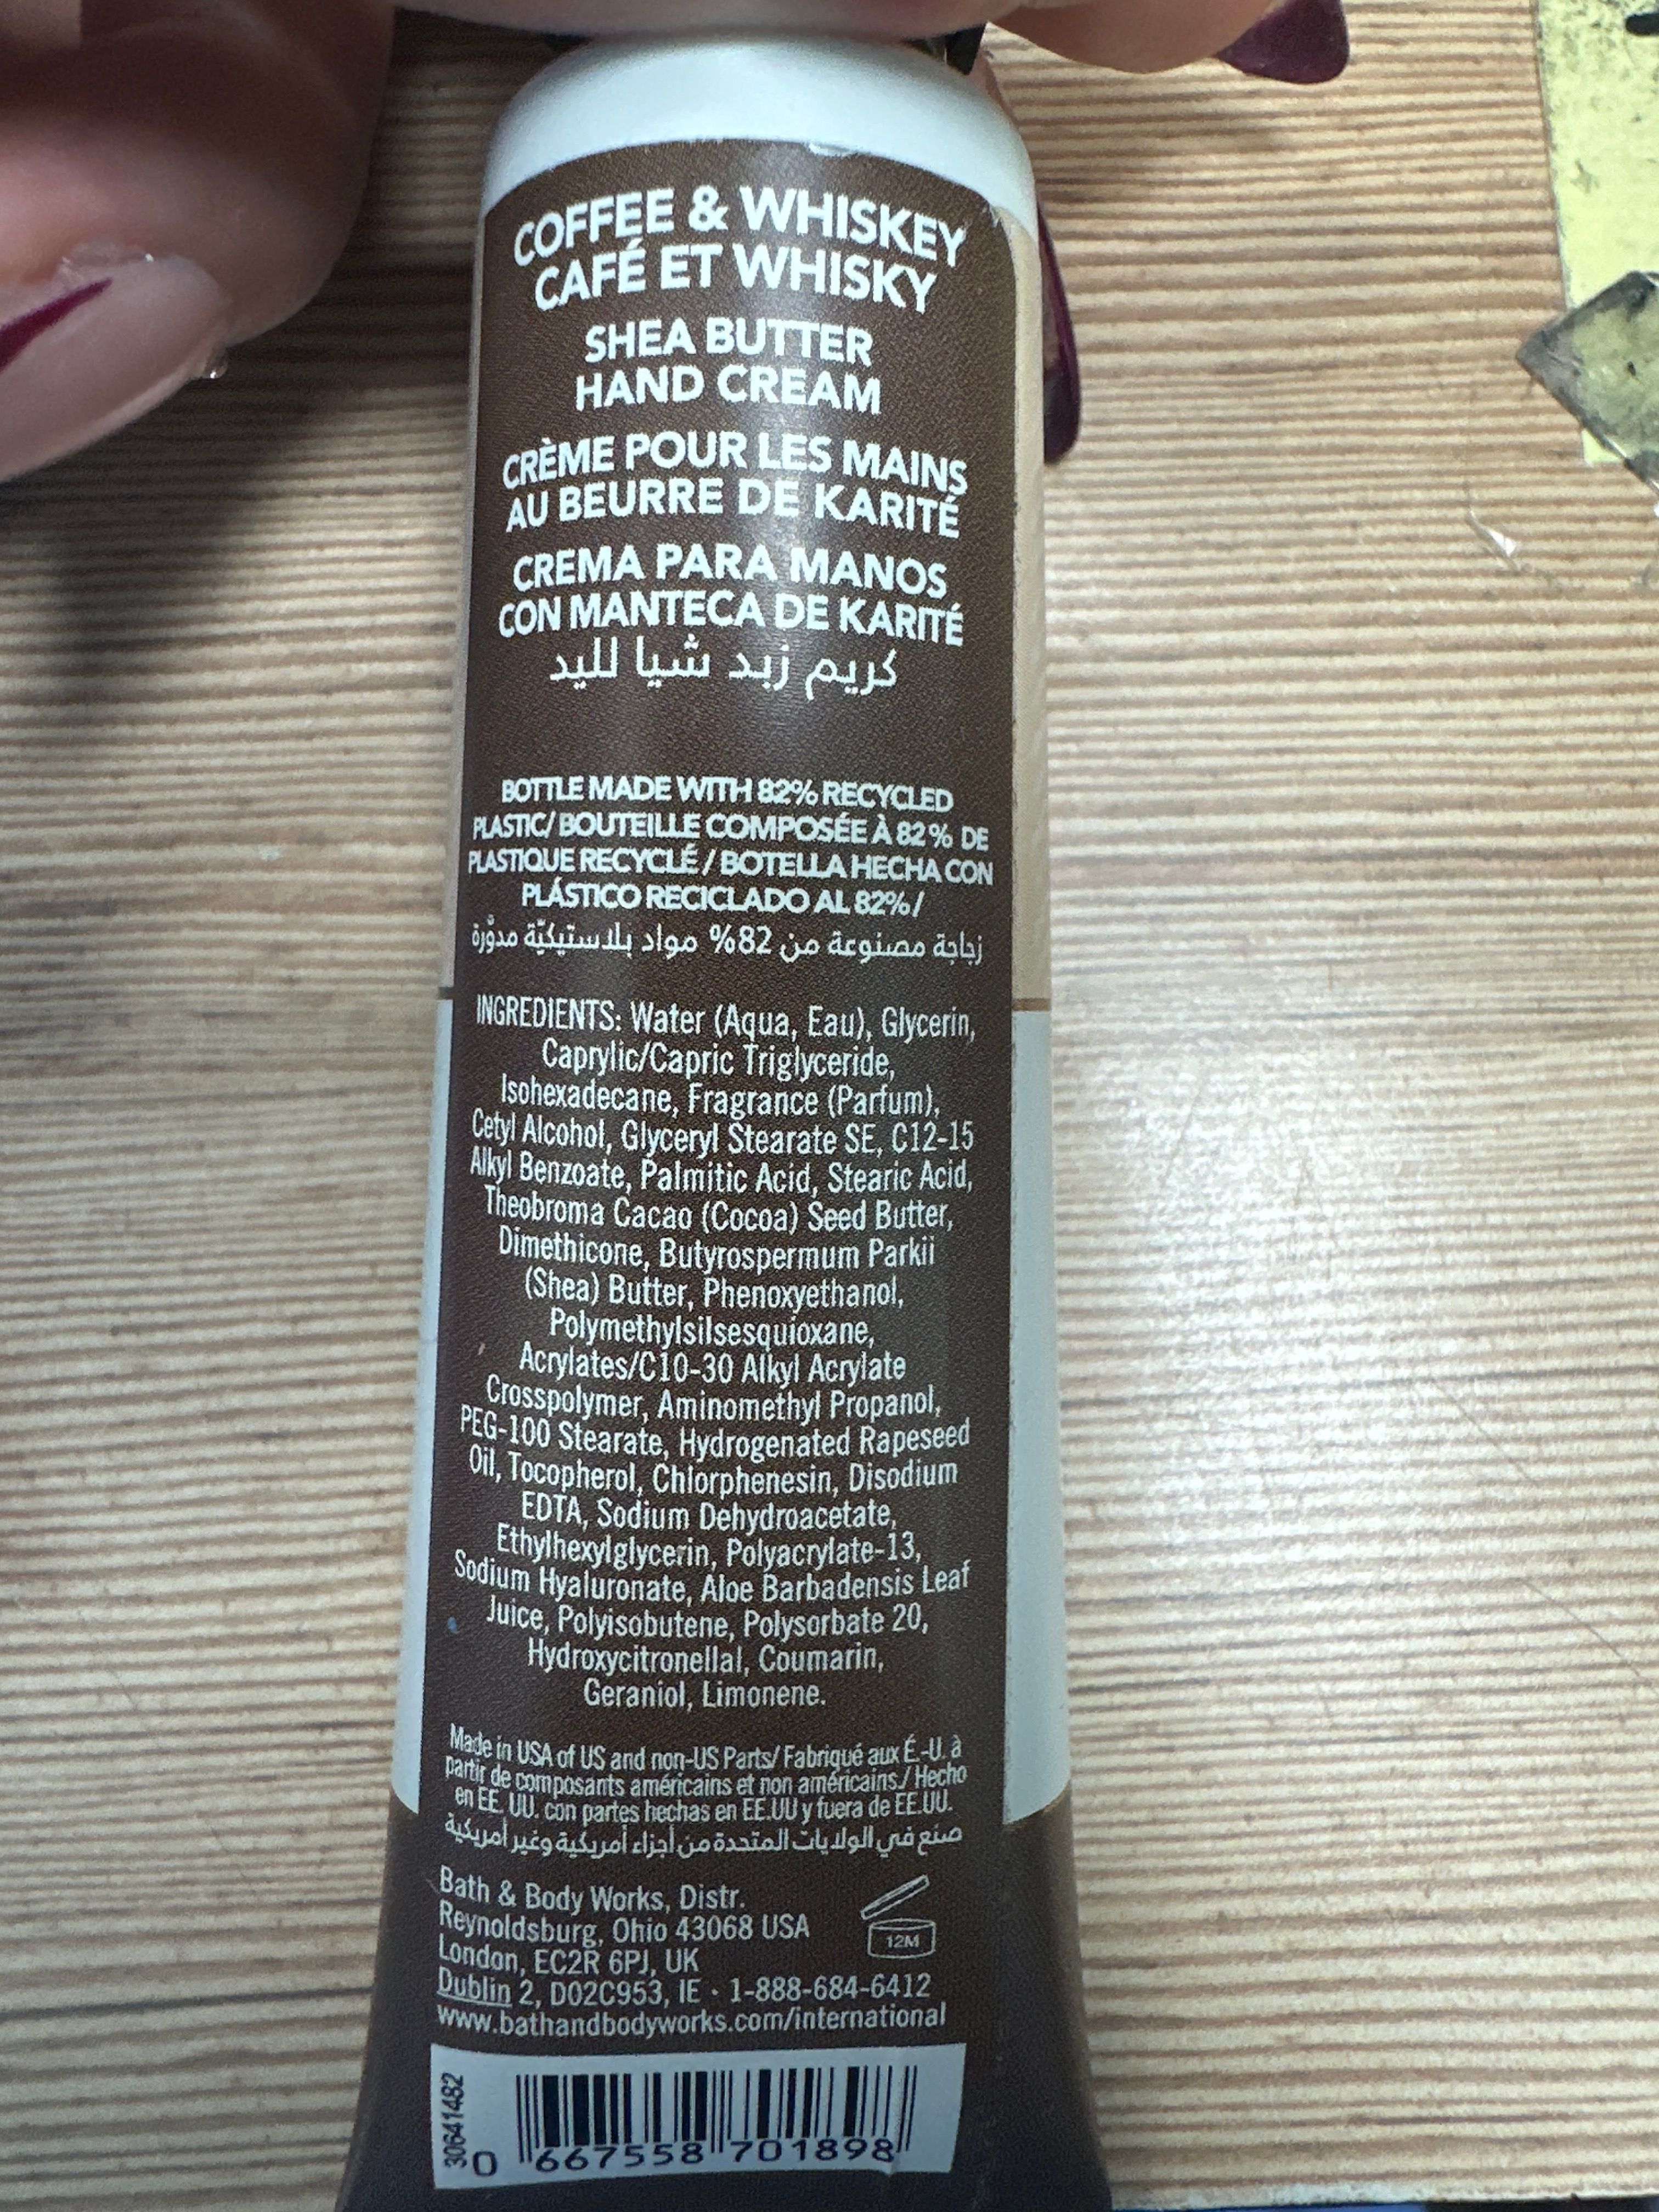 COFFEE & WHISKEY
CAFÉ ET WHISKY
SHEA BUTTER
HAND CREAM
CRÈME POUR LES MAINS
AU BEURRE DE KARITÉ
CREMA PARA MANOS
CON MANTECA DE KARITÉ
كريم زبد شيا لليد
BOTTLE MADE WITH 82% RECYCLED
PLASTIC/ BOUTEILLE COMPOSÉE À 82% DE
PLASTIQUE RECYCLÉ / BOTELLA HECHA CON
PLÁSTICO RECICLADO AL 82% /
زجاجة مصنوعة من 82% مواد بلاستيكيّة مدوّرة
INGREDIENTS: Water (Aqua, Eau), Glycerin,
Caprylic/Capric Triglyceride,
Isohexadecane, Fragrance (Parfum),
Cetyl Alcohol, Glyceryl Stearate SE, C12-15
Alkyl Benzoate, Palmitic Acid, Stearic Acid,
Theobroma Cacao (Cocoa) Seed Butter,
Dimethicone, Butyrospermum Parkii
(Shea) Butter, Phenoxyethanol,
Polymethylsilsesquioxane,
Acrylates/C10-30 Alkyl Acrylate
Crosspolymer, Aminomethyl Propanol,
PEG-100 Stearate, Hydrogenated Rapeseed
Oil, Tocopherol, Chlorphenesin, Disodium
EDTA, Sodium Dehydroacetate,
Ethylhexylglycerin, Polyacrylate-13,
Sodium Hyaluronate, Aloe Barbadensis Leaf
Juice, Polyisobutene, Polysorbate 20,
Hydroxycitronellal, Coumarin,
Geraniol, Limonene.
Made in USA of US and non-US Parts/ Fabriqué aux É.-U. à
partir de composants américains et non américains./ Hecho
en EE. UU. con partes hechas en EE.UU y fuera de EE.UU.
صنع في الولايات المتحدة من أجزاء أمريكية وغير أمريكية
Bath & Body Works, Distr.
Reynoldsburg, Ohio 43068 USA
London, EC2R 6PJ, UK
Dublin 2, D02C953, IE · 1-888-684-6412
www.bathandbodyworks.com/international
12M
30641482
0 667558 701898